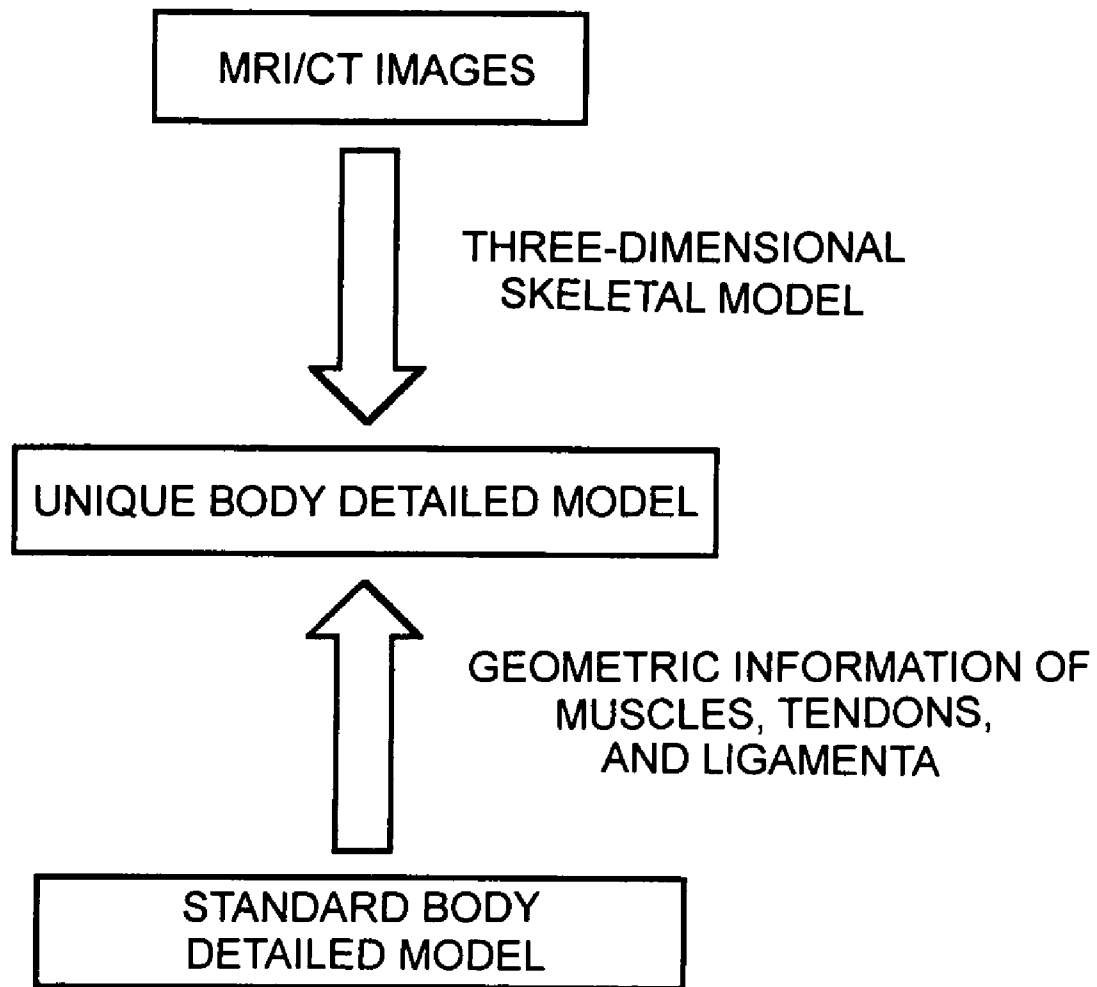 MRI/CT IMAGES
THREE-DIMENSIONAL
SKELETAL MODEL
UNIQUE BODY DETAILED MODEL
GEOMETRIC INFORMATION OF
MUSCLES, TENDONS,
AND LIGAMENTA
STANDARD BODY
DETAILED MODEL